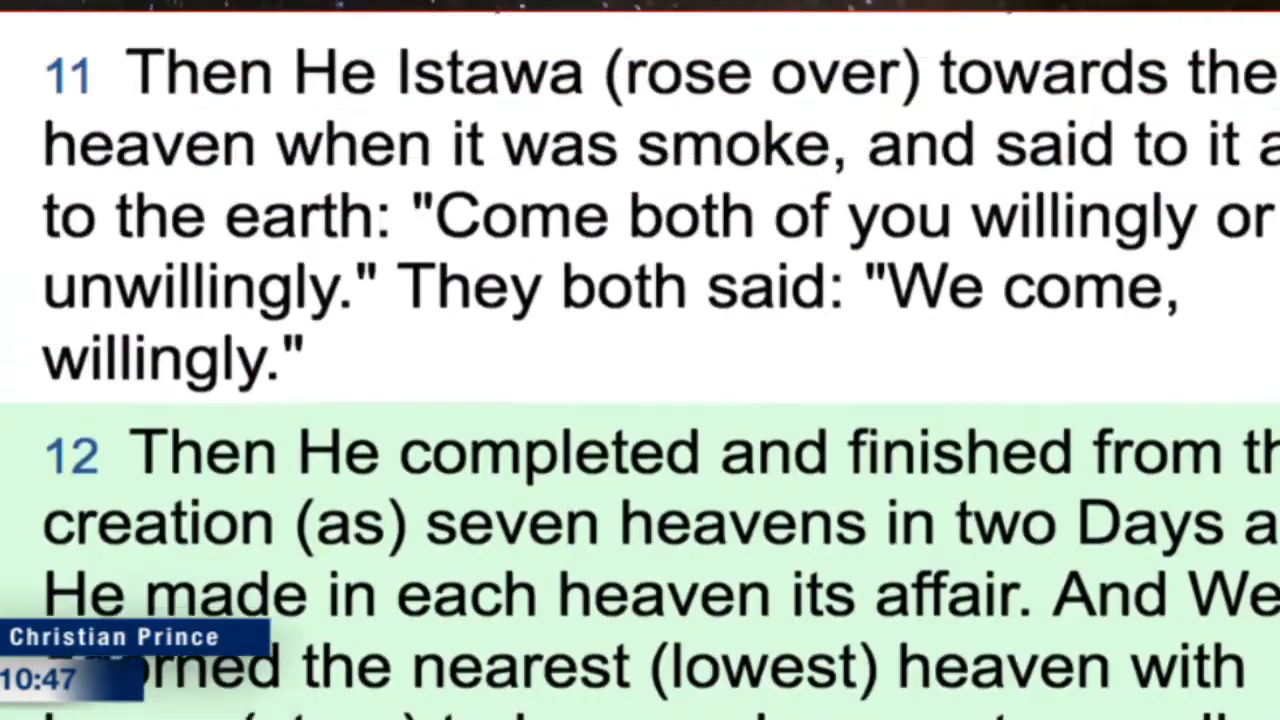 11 Then He Istawa (rose over) towards the
heaven when it was smoke, and said to it a
to the earth: "Come both of you willingly or
unwillingly." They both said: "We come,
willingly."
12 Then He completed and finished from th
creation (as) seven heavens in two Days a
He made in each heaven its affair. And We
Christian Prince
the nearest (lowest) heaven with
10:47